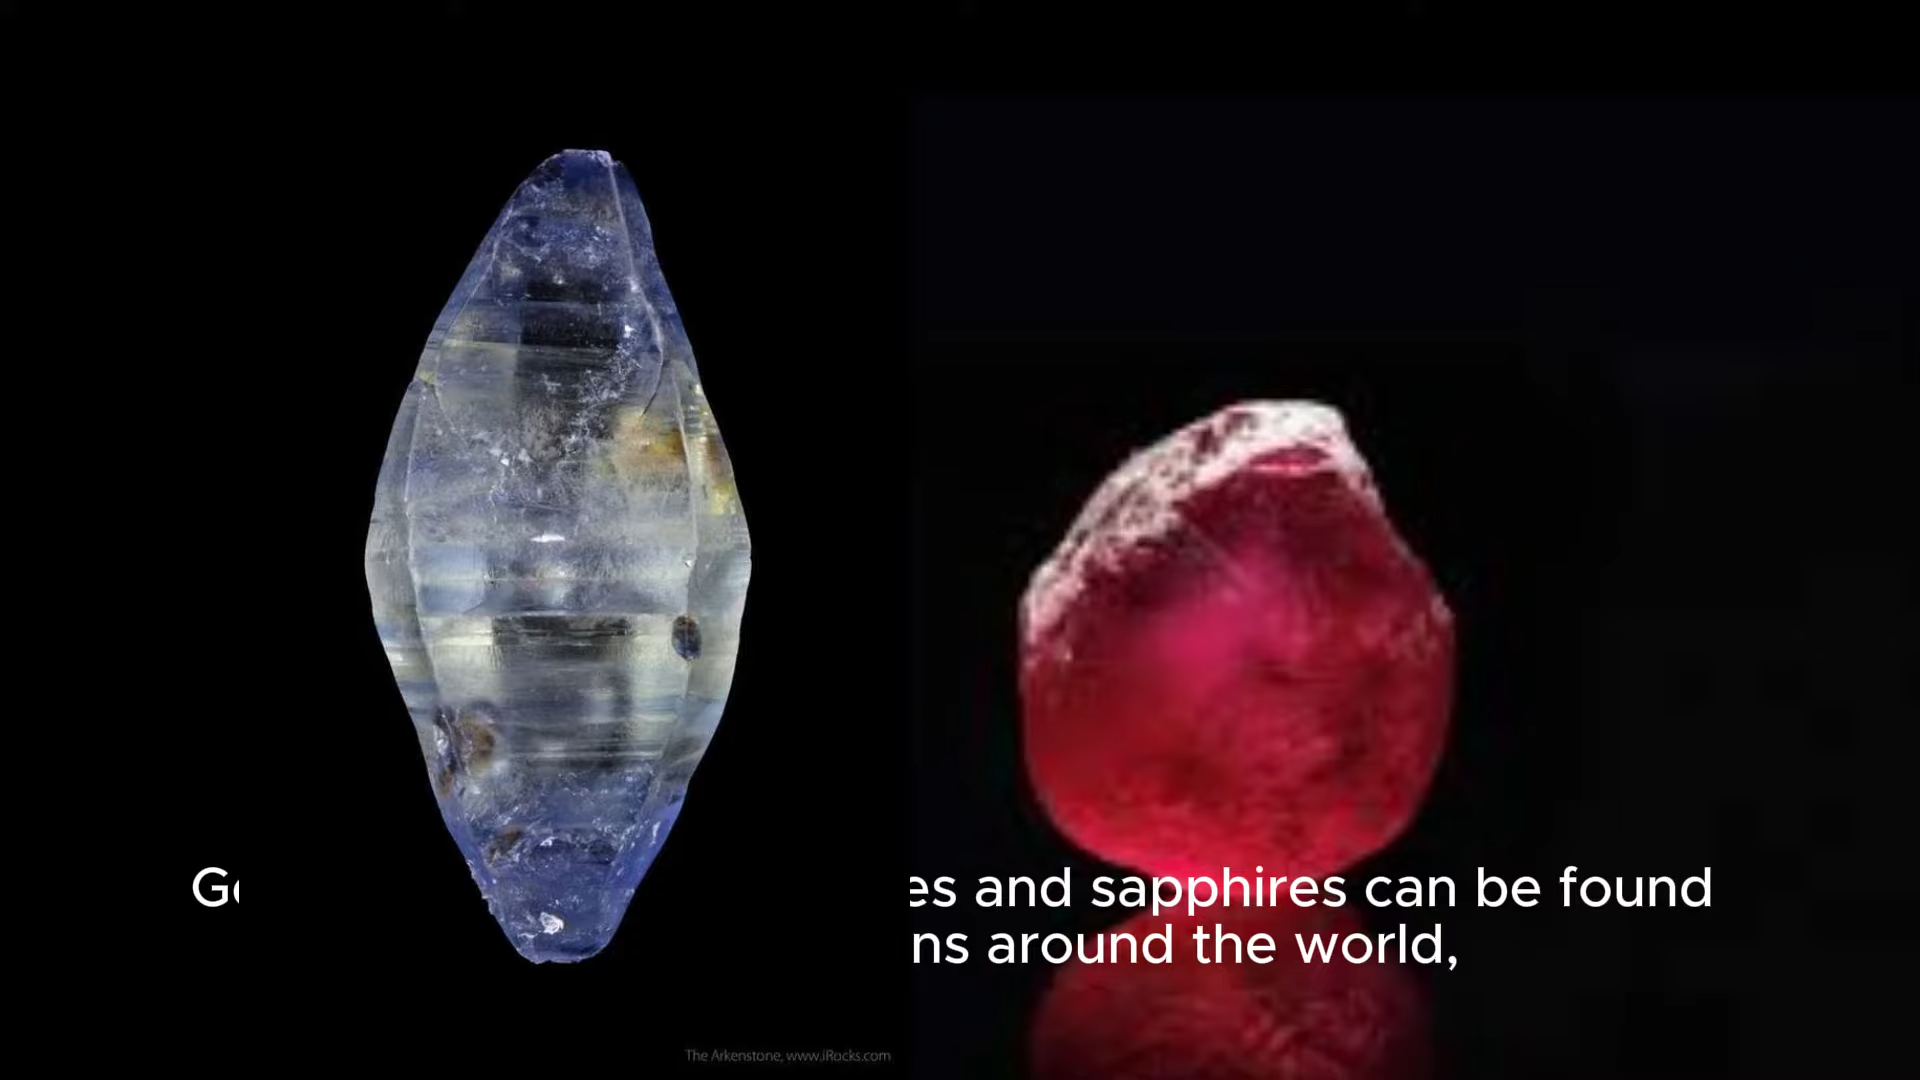 es and sapphires can be found
ns around the world,
The Arkenstone, www.iRocks.com